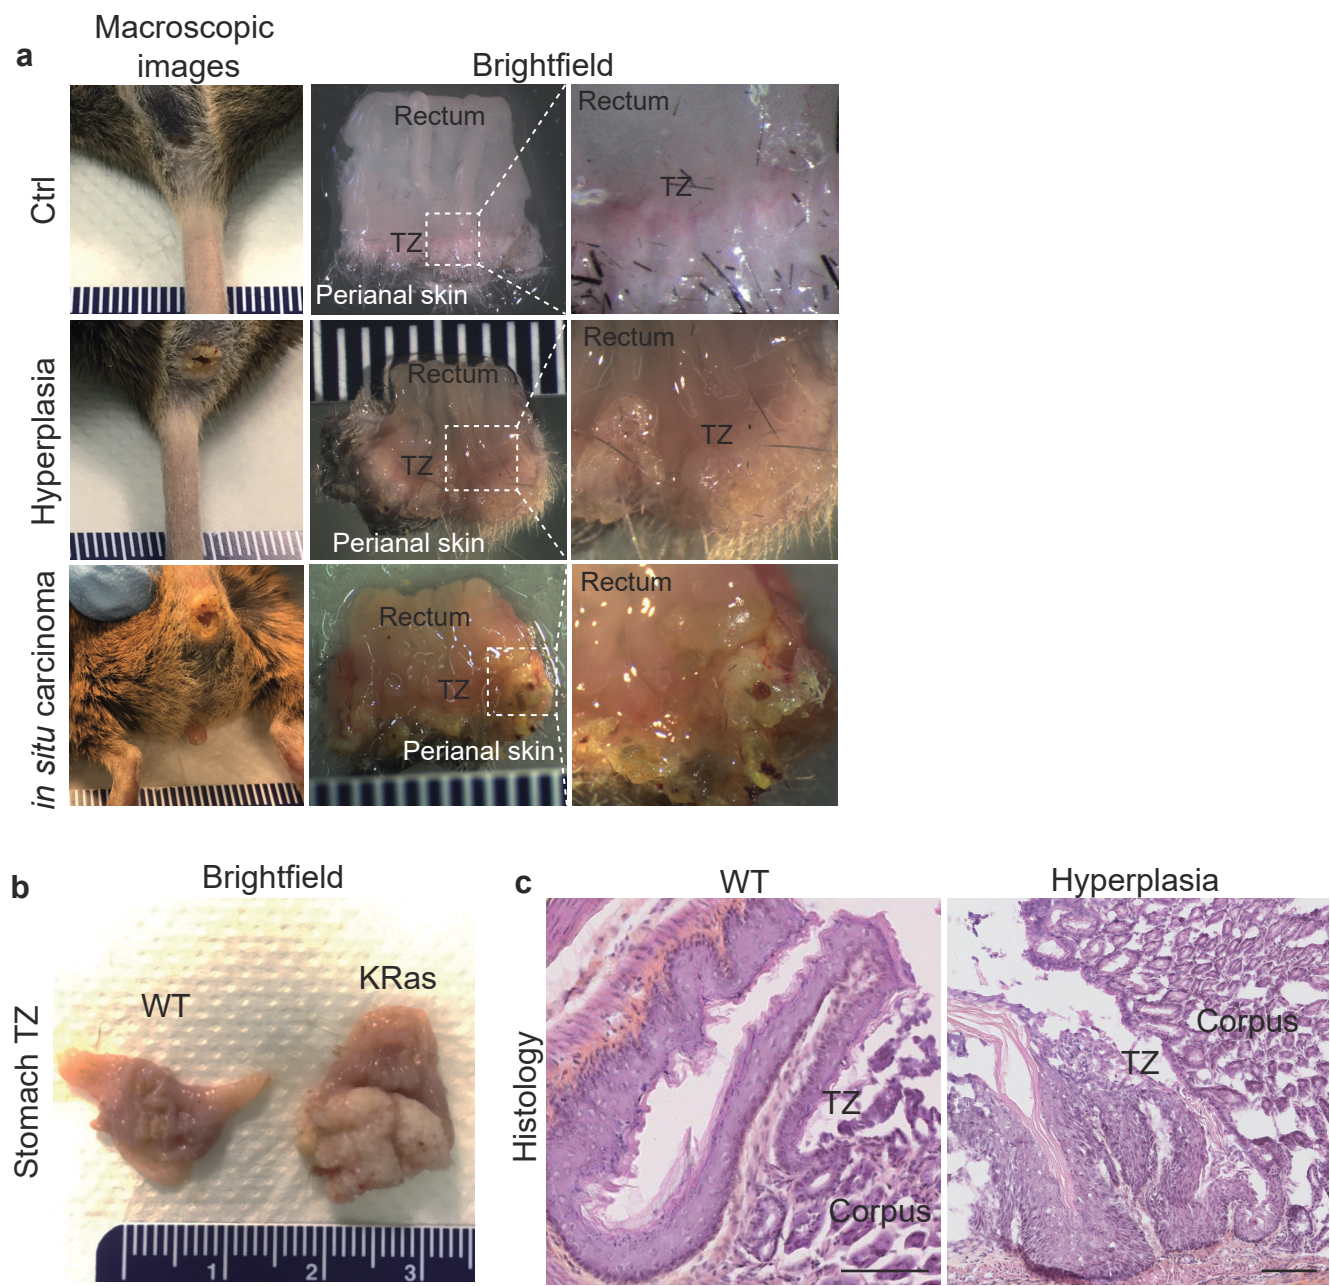 a
Macroscopic
images
Brightfield
Ctrl
Rectum
TZ
Perianal skin
Rectum
TZ
Hyperplasia
Rectum
TZ
Perianal skin
Rectum
TZ
in situ carcinoma
Rectum
TZ
Perianal skin
Rectum
b
Brightfield
Stomach TZ
WT
KRas
1
2
3
c
WT
Hyperplasia
Histology
TZ
Corpus
Corpus
TZ